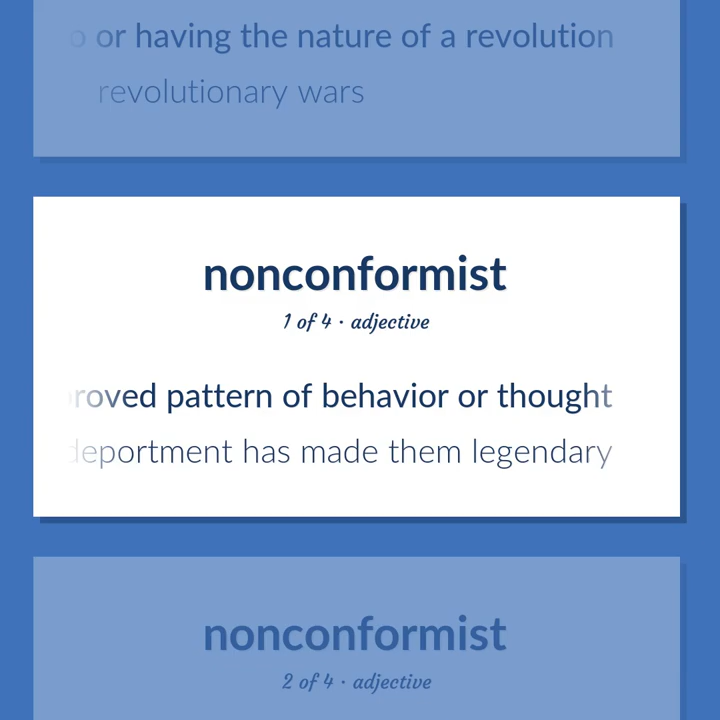 or having the nature of a revolution
revolutionary wars
nonconformist
1 of 4 · adjective
pattern of behavior or thought
deportment has made them legendary
nonconformist
2 of 4 · adjective